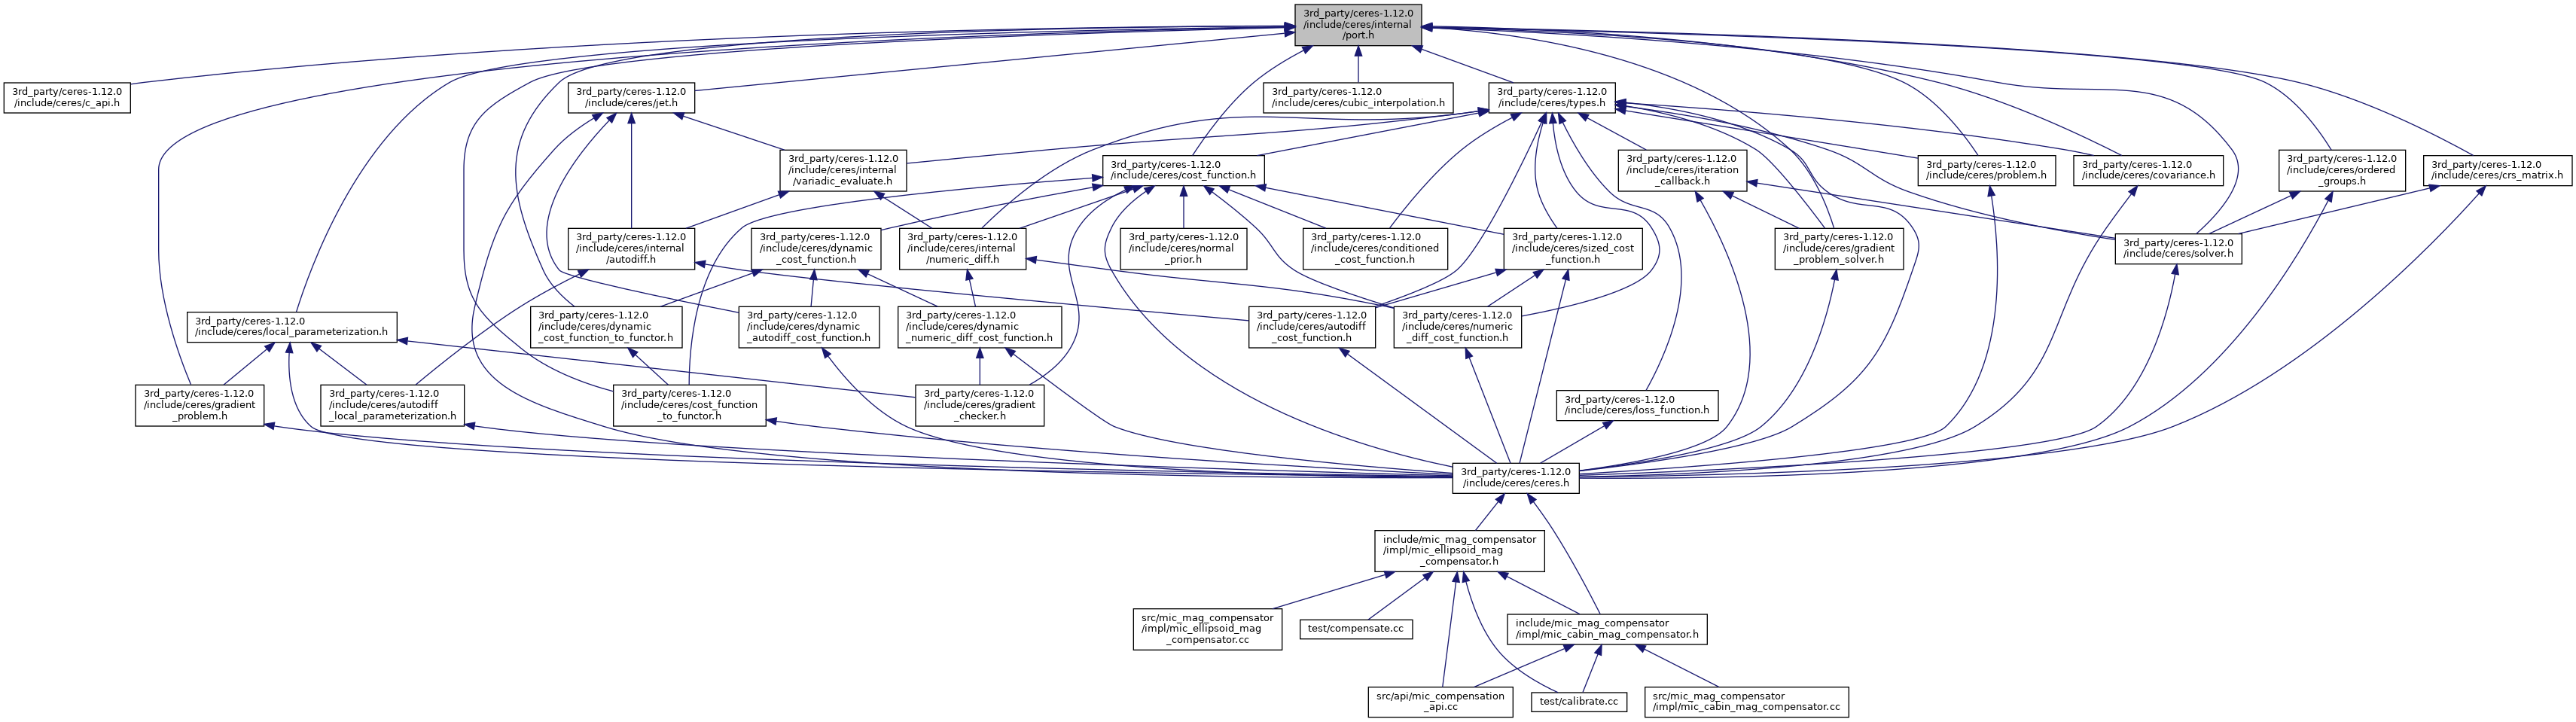 3rd_party/ceres-1.12.0
/include/ceres/internal
/port.h
3rd_party/ceres-1.12.0
/include/ceres/c_api.h
3rd_party/ceres-1.12.0
/include/ceres/jet.h
3rd_party/ceres-1.12.0
/include/ceres/cubic_interpolation.h
3rd_party/ceres-1.12.0
/include/ceres/types.h
3rd_party/ceres-1.12.0
/include/ceres/internal
/variadic_evaluate.h
3rd_party/ceres-1.12.0
/include/ceres/cost_function.h
3rd_party/ceres-1.12.0
/include/ceres/iteration
_callback.h
3rd_party/ceres-1.12.0
/include/ceres/problem.h
3rd_party/ceres-1.12.0
/include/ceres/covariance.h
3rd_party/ceres-1.12.0
/include/ceres/ordered
_groups.h
3rd_party/ceres-1.12.0
/include/ceres/crs_matrix.h
3rd_party/ceres-1.12.0
/include/ceres/internal
/autodiff.h
3rd_party/ceres-1.12.0
/include/ceres/dynamic
_cost_function.h
3rd_party/ceres-1.12.0
/include/ceres/internal
/numeric_diff.h
3rd_party/ceres-1.12.0
/include/ceres/normal
_prior.h
3rd_party/ceres-1.12.0
/include/ceres/conditioned
_cost_function.h
3rd_party/ceres-1.12.0
/include/ceres/sized_cost
_function.h
3rd_party/ceres-1.12.0
/include/ceres/gradient
_problem_solver.h
3rd_party/ceres-1.12.0
/include/ceres/solver.h
3rd_party/ceres-1.12.0
/include/ceres/local_parameterization.h
3rd_party/ceres-1.12.0
/include/ceres/dynamic
_cost_function_to_functor.h
3rd_party/ceres-1.12.0
/include/ceres/dynamic
_autodiff_cost_function.h
3rd_party/ceres-1.12.0
/include/ceres/dynamic
_numeric_diff_cost_function.h
3rd_party/ceres-1.12.0
/include/ceres/autodiff
_cost_function.h
3rd_party/ceres-1.12.0
/include/ceres/numeric
_diff_cost_function.h
3rd_party/ceres-1.12.0
/include/ceres/gradient
_problem.h
3rd_party/ceres-1.12.0
/include/ceres/autodiff
_local_parameterization.h
3rd_party/ceres-1.12.0
/include/ceres/cost_function
_to_functor.h
3rd_party/ceres-1.12.0
/include/ceres/gradient
_checker.h
3rd_party/ceres-1.12.0
/include/ceres/loss_function.h
3rd_party/ceres-1.12.0
/include/ceres/ceres.h
include/mic_mag_compensator
/impl/mic_ellipsoid_mag
_compensator.h
src/mic_mag_compensator
/impl/mic_ellipsoid_mag
_compensator.cc
test/compensate.cc
include/mic_mag_compensator
/impl/mic_cabin_mag_compensator.h
src/api/mic_compensation
_api.cc
test/calibrate.cc
src/mic_mag_compensator
/impl/mic_cabin_mag_compensator.cc